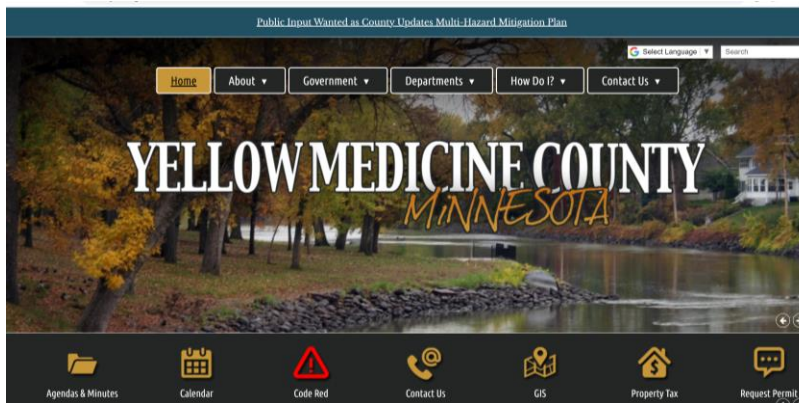 Public Input Wanted as County Updates Multi-Hazard Mitigation Plan
G Select Language ▼ Search
Home About ▼ Government ▼ Departments ▼ How Do I? ▼ Contact Us ▼
YELLOW MEDICINE COUNTY
MINNESOTA
Agendas & Minutes Calendar Code Red Contact Us GIS Property Tax Request Permit